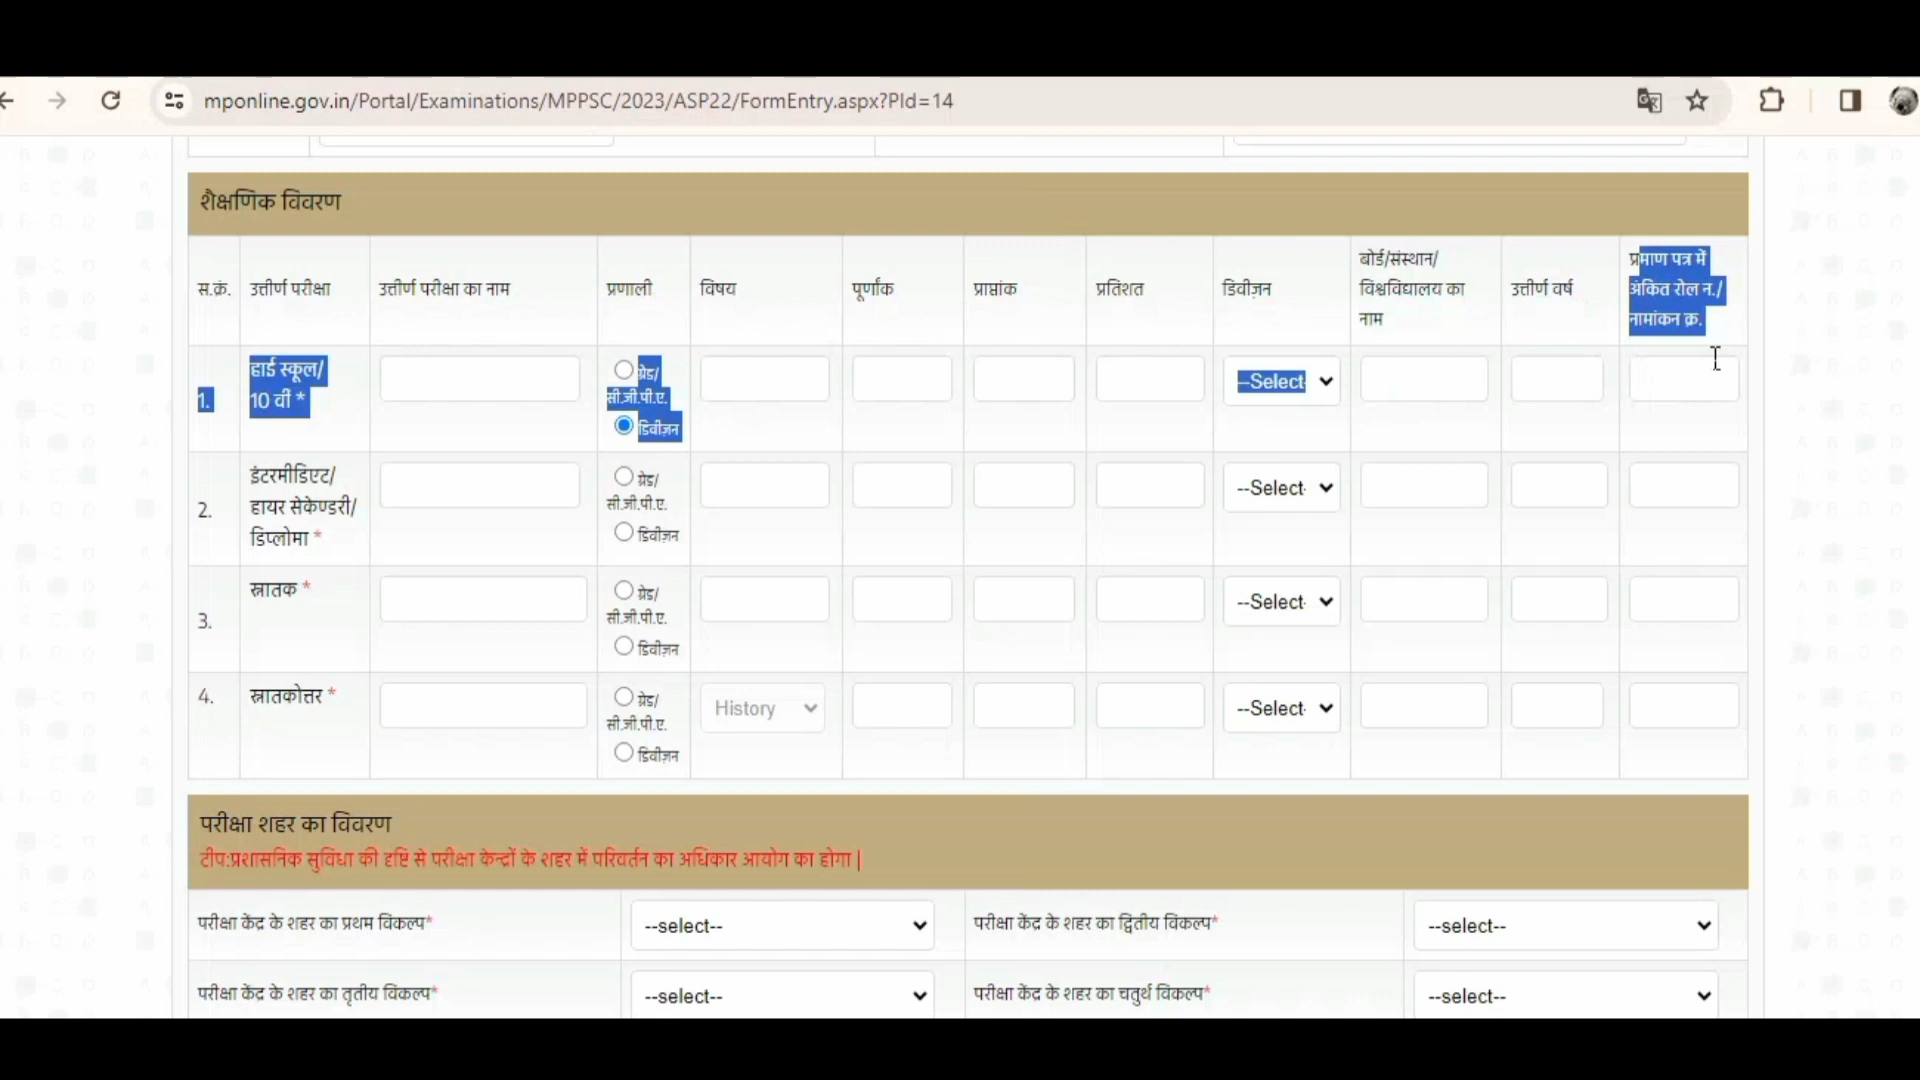 mponline.gov.in/Portal/Examinations/MPPSC/2023/ASP22/FormEntry.aspx?PId=14
शैक्षणिक विवरण
स.क्रं. उत्तीर्ण परीक्षा उत्तीर्ण परीक्षा का नाम प्रणाली विषय पूर्णांक प्राप्तांक प्रतिशत डिवीज़न बोर्ड/संस्थान/
विश्वविद्यालय का
नाम उत्तीर्ण वर्ष प्रमाण पत्र में
अंकित रोल न./
नामांकन क्र.
1. हाई स्कूल/
10 वीं * ग्रेड/
सी.जी.पी.ए.
डिवीज़न --Select-
2. इंटरमीडिएट/
हायर सेकेण्डरी/
डिप्लोमा * ग्रेड/
सी.जी.पी.ए.
डिवीज़न --Select-
3. स्नातक * ग्रेड/
सी.जी.पी.ए.
डिवीज़न --Select-
4. स्नातकोत्तर * ग्रेड/
सी.जी.पी.ए.
डिवीज़न History --Select-
परीक्षा शहर का विवरण
टीप:प्रशासनिक सुविधा की दृष्टि से परीक्षा केन्द्रों के शहर में परिवर्तन का अधिकार आयोग का होगा |
परीक्षा केंद्र के शहर का प्रथम विकल्प* --select-- परीक्षा केंद्र के शहर का द्वितीय विकल्प* --select--
परीक्षा केंद्र के शहर का तृतीय विकल्प* --select-- परीक्षा केंद्र के शहर का चतुर्थ विकल्प* --select--